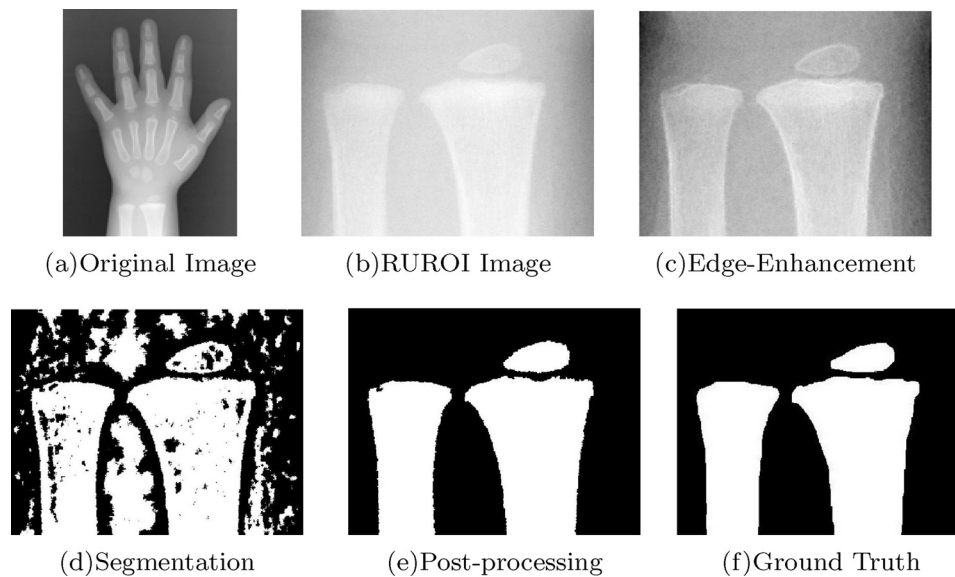 (a)Original Image
(b)RUROI Image
(c)Edge-Enhancement
(d)Segmentation
(e)Post-processing
(f)Ground Truth